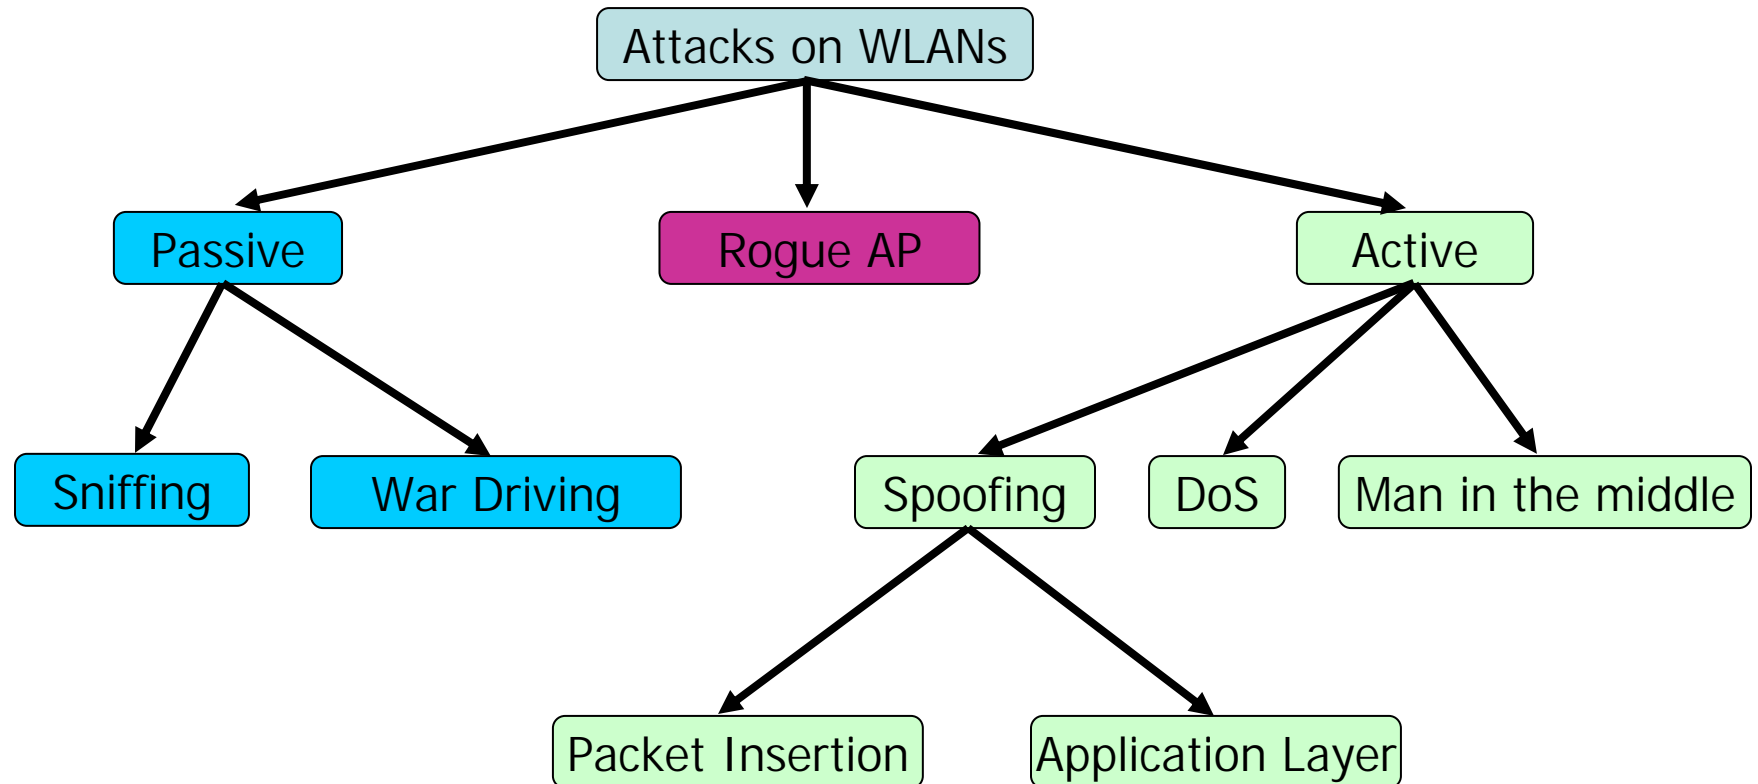 Attacks on WLANs
Passive
Rogue AP
Active
Sniffing
War Driving
Spoofing
DoS
Man in the middle
Packet Insertion
Application Layer